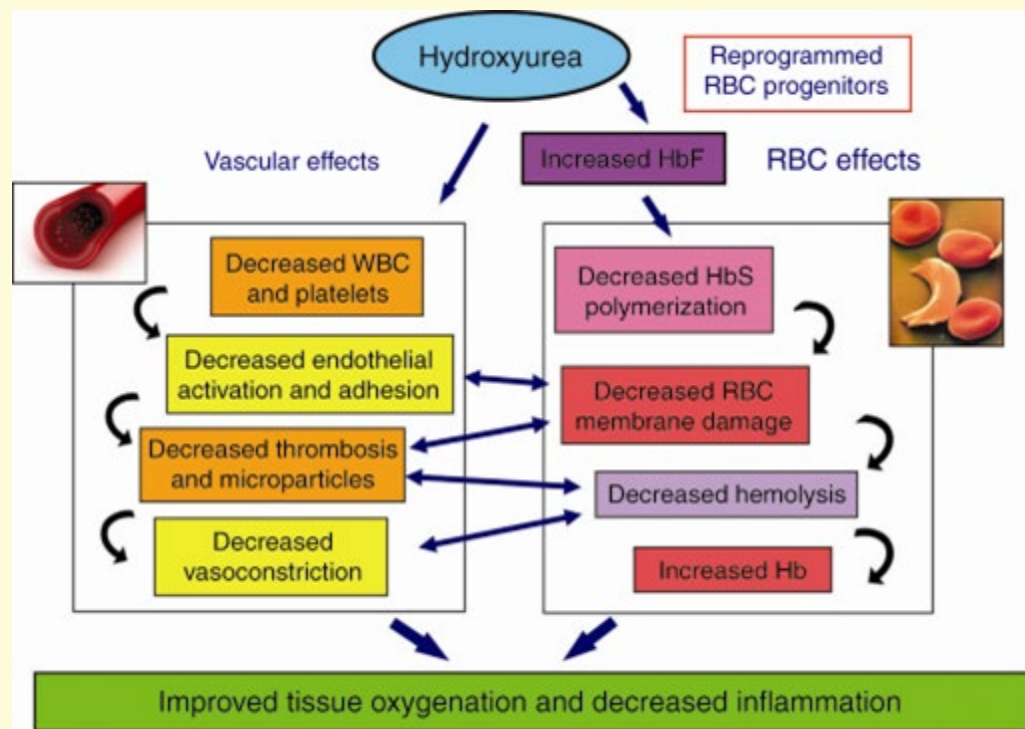 Hydroxyurea
Reprogrammed
RBC progenitors
Vascular effects
Increased HbF
RBC effects
Decreased WBC
and platelets
Decreased endothelial
activation and adhesion
Decreased thrombosis
and microparticles
Decreased
vasoconstriction
Decreased HbS
polymerization
Decreased RBC
membrane damage
Decreased hemolysis
Increased Hb
Improved tissue oxygenation and decreased inflammation